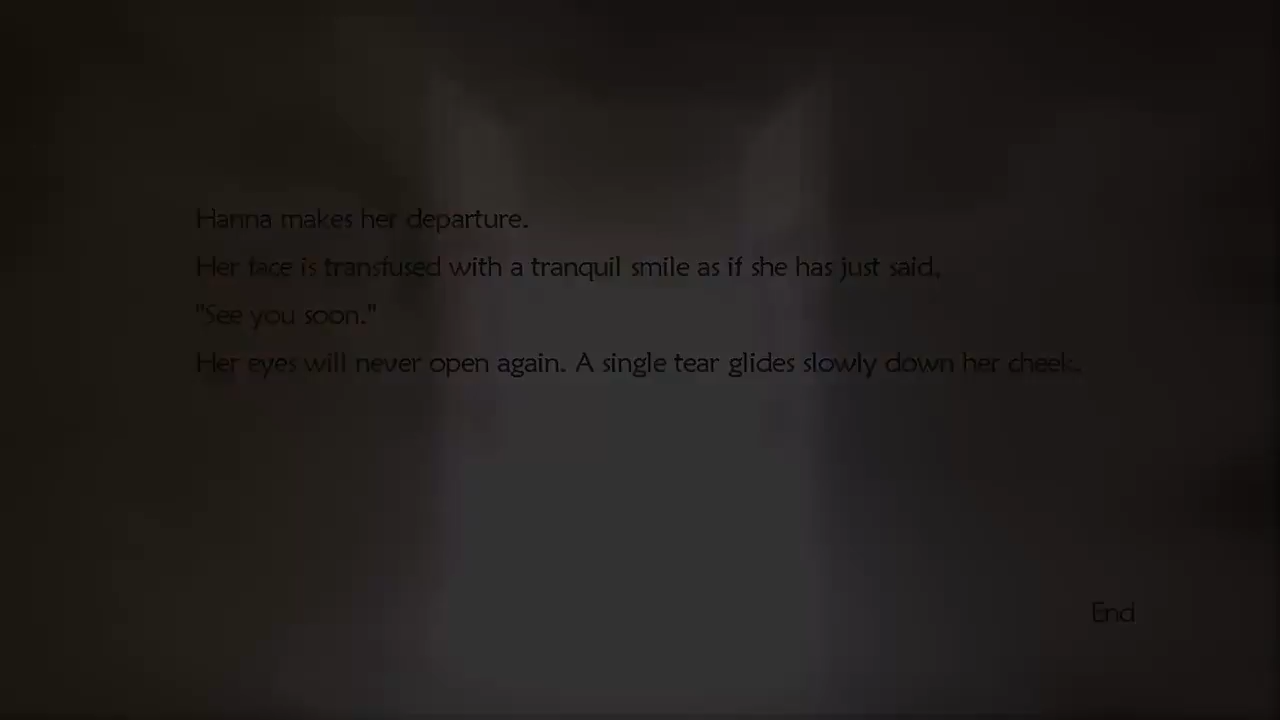 Hanna makes her departure.
Her face is transfused with a tranquil smile as if she has just said,
"See you soon."
Her eyes will never open again. A single tear glides slowly down her cheek.
End